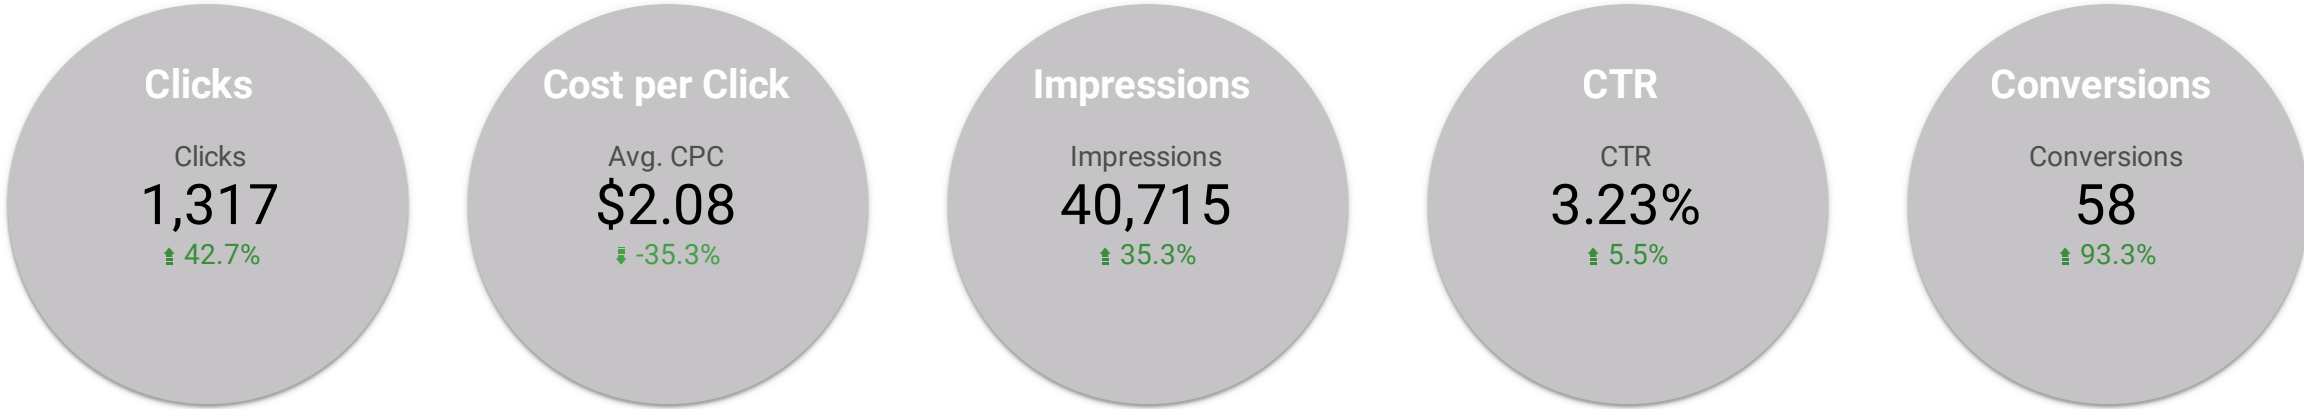 Clicks
Clicks
1,317
42.7%
Cost per Click
Avg. CPC
$2.08
-35.3%
Impressions
Impressions
40,715
35.3%
CTR
CTR
3.23%
5.5%
Conversions
Conversions
58
93.3%